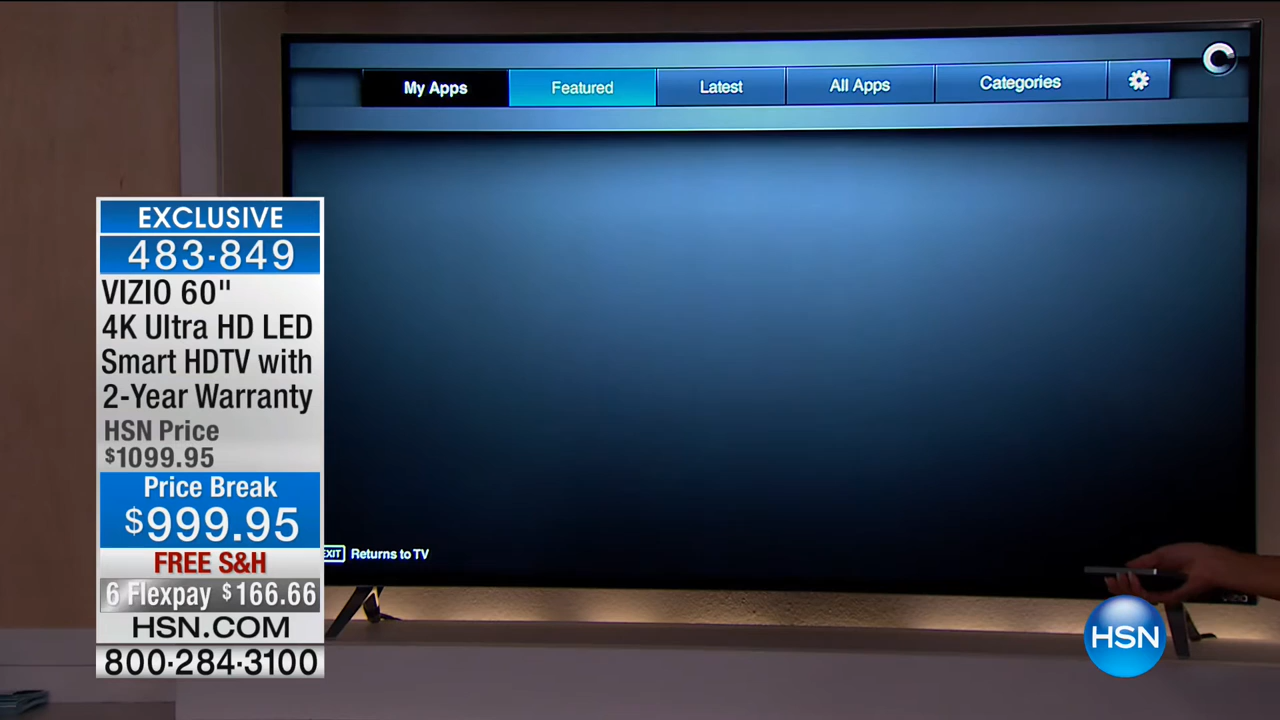 My Apps
Featured
Latest
All Apps
Categories
EXCLUSIVE
483-849
VIZIO 60"
4K Ultra HD LED
Smart HDTV with
2-Year Warranty
HSN Price
$1099.95
Price Break
$999.95
FREE S&H
6 Flexpay $166.66
HSN.COM
800-284-3100
EXIT Returns to TV
VIZIO
HSN